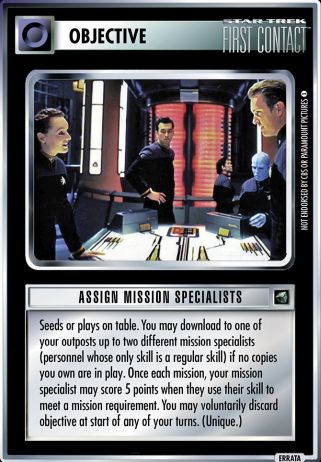 OBJECTIVE
STAR TREK
FIRST CONTACT
NOT ENDORSED BY CBS OR PARAMOUNT PICTURES
ASSIGN MISSION SPECIALISTS
Seeds or plays on table. You may download to one
of your outposts up to two different mission specialists
(personnel whose only skill is a regular skill) if no copies
you own are in play. Once each mission, your mission
specialist may score 5 points when they use their skill to
meet a mission requirement. You may voluntarily discard
objective at start of any of your turns. (Unique.)
ERRATA